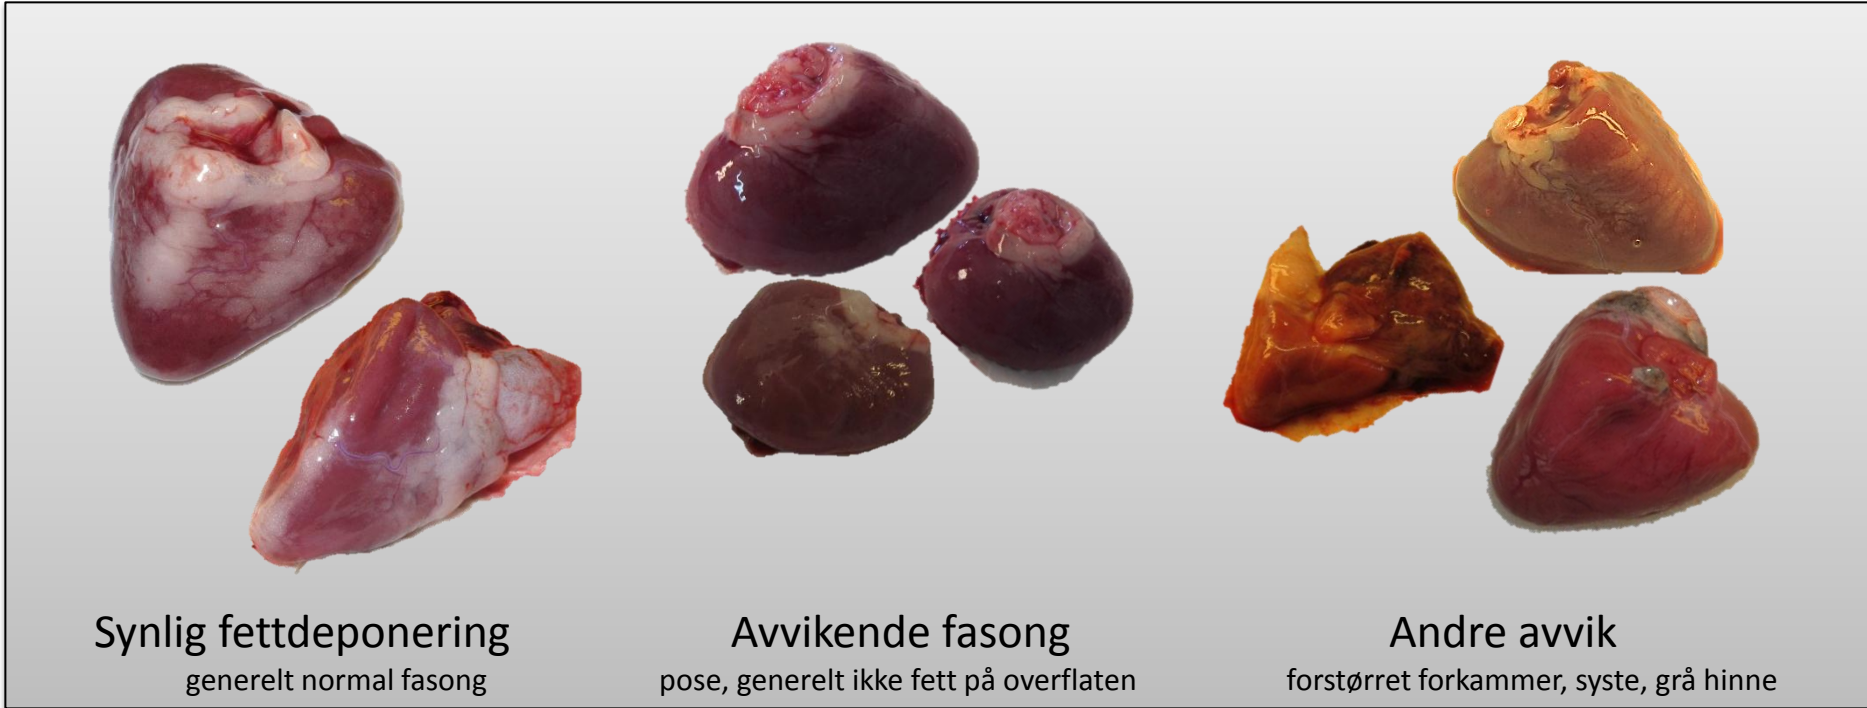 Synlig fettdeponering
generelt normal fasong
Avvikende fasong
pose, generelt ikke fett på overflaten
Andre avvik
forstørret forkammer, syste, grå hinne